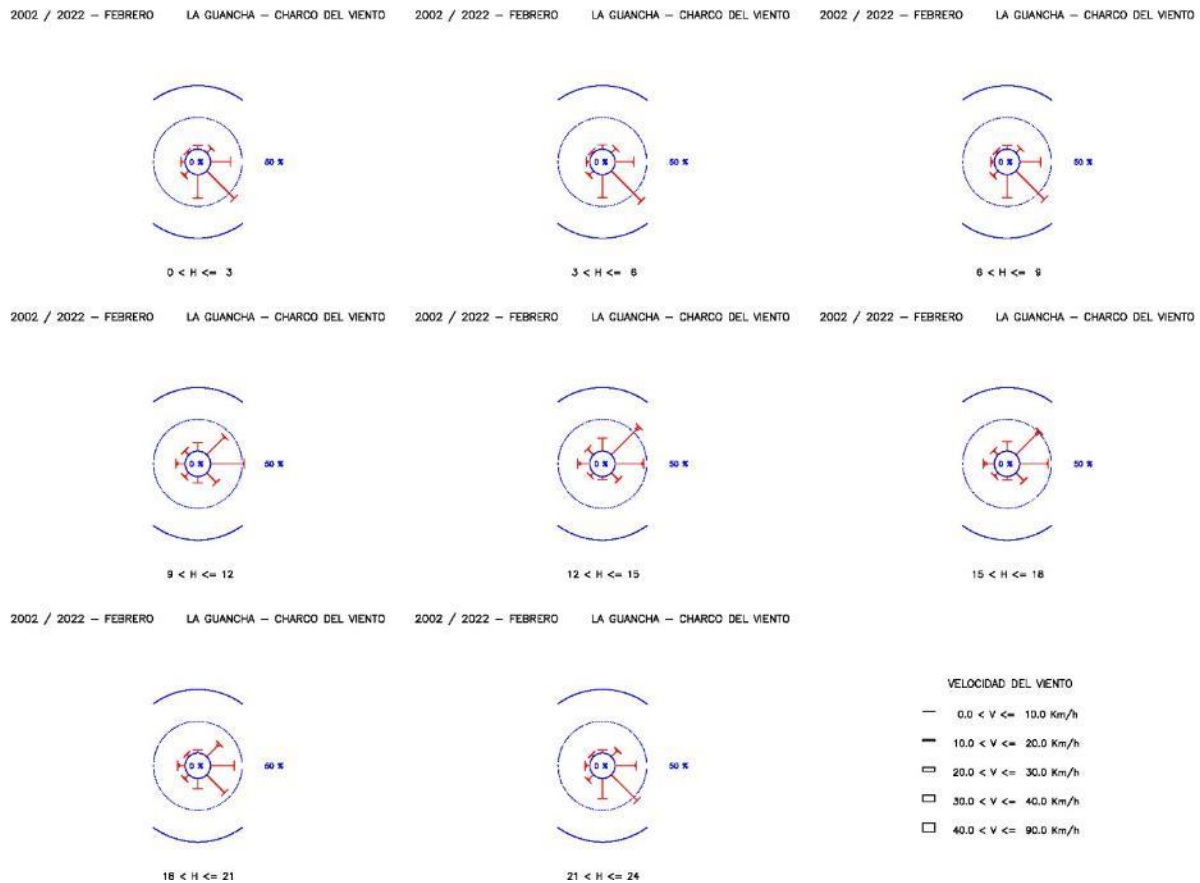 2002 / 2022 – FEBRERO LA GUANCHA – CHARCO DEL VIENTO
2002 / 2022 – FEBRERO LA GUANCHA – CHARCO DEL VIENTO
2002 / 2022 – FEBRERO LA GUANCHA – CHARCO DEL VIENTO
0 %
50 %
0 %
50 %
0 %
50 %
0 < H <= 3
3 < H <= 6
6 < H <= 9
2002 / 2022 – FEBRERO LA GUANCHA – CHARCO DEL VIENTO
2002 / 2022 – FEBRERO LA GUANCHA – CHARCO DEL VIENTO
2002 / 2022 – FEBRERO LA GUANCHA – CHARCO DEL VIENTO
0 %
50 %
0 %
50 %
0 %
50 %
9 < H <= 12
12 < H <= 15
15 < H <= 18
2002 / 2022 – FEBRERO LA GUANCHA – CHARCO DEL VIENTO
2002 / 2022 – FEBRERO LA GUANCHA – CHARCO DEL VIENTO
0 %
50 %
0 %
50 %
18 < H <= 21
21 < H <= 24
VELOCIDAD DEL VIENTO
0.0 < V <= 10.0 Km/h
10.0 < V <= 20.0 Km/h
20.0 < V <= 30.0 Km/h
30.0 < V <= 40.0 Km/h
40.0 < V <= 90.0 Km/h